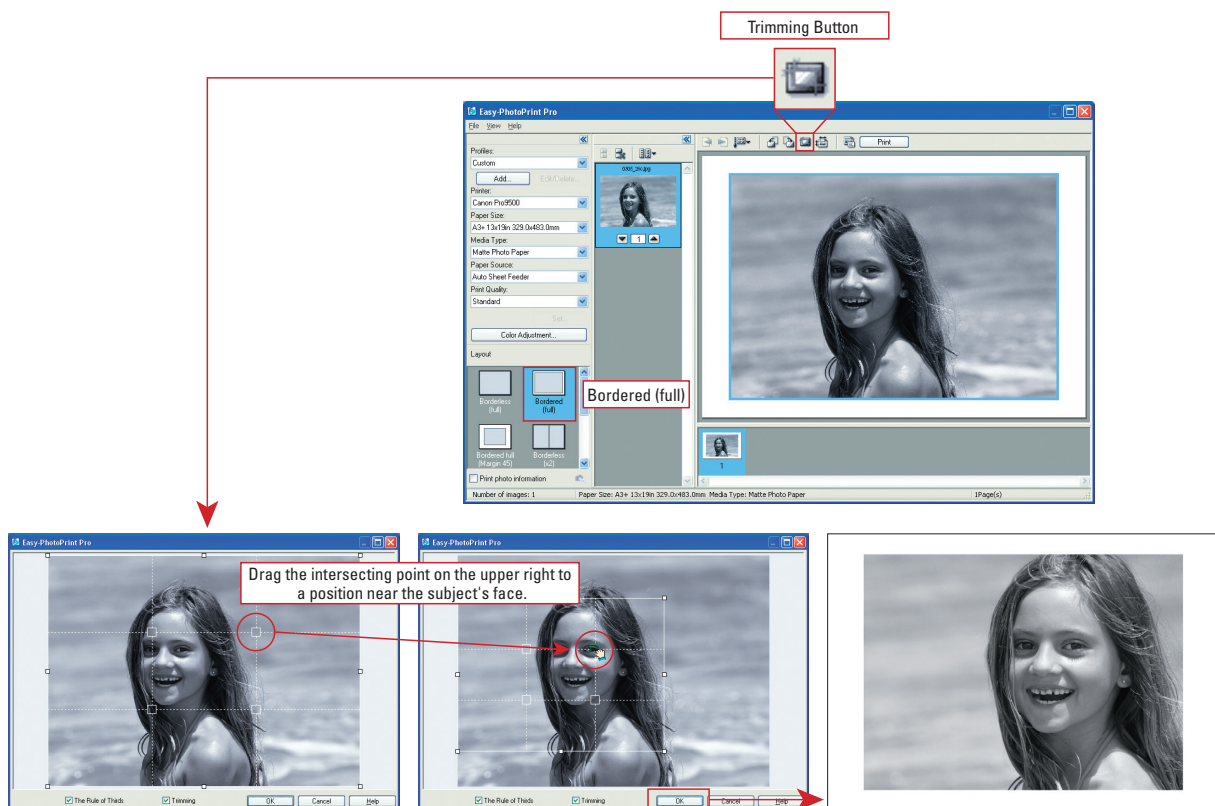 Trimming Button
Easy-PhotoPrint Pro
File View Help
Profiles:
Custom
Add... Edit/Delete...
Printer:
Canon Pro9500
Paper Size:
A3+ 13x19in 329.0x483.0mm
Media Type:
Matte Photo Paper
Paper Source:
Auto Sheet Feeder
Print Quality:
Standard
Set...
Color Adjustment...
Layout
Borderless
(full)
Bordered
(full)
Bordered full
(Margin 45)
Borderless
(x2)
Print photo information
1
Print
Bordered (full)
1
Number of images: 1 Paper Size: A3+ 13x19in 329.0x483.0mm Media Type: Matte Photo Paper 1Page(s)
Easy-PhotoPrint Pro
Easy-PhotoPrint Pro
Drag the intersecting point on the upper right to
a position near the subject's face.
The Rule of Thids Trimming OK Cancel Help
The Rule of Thids Trimming OK Cancel Help